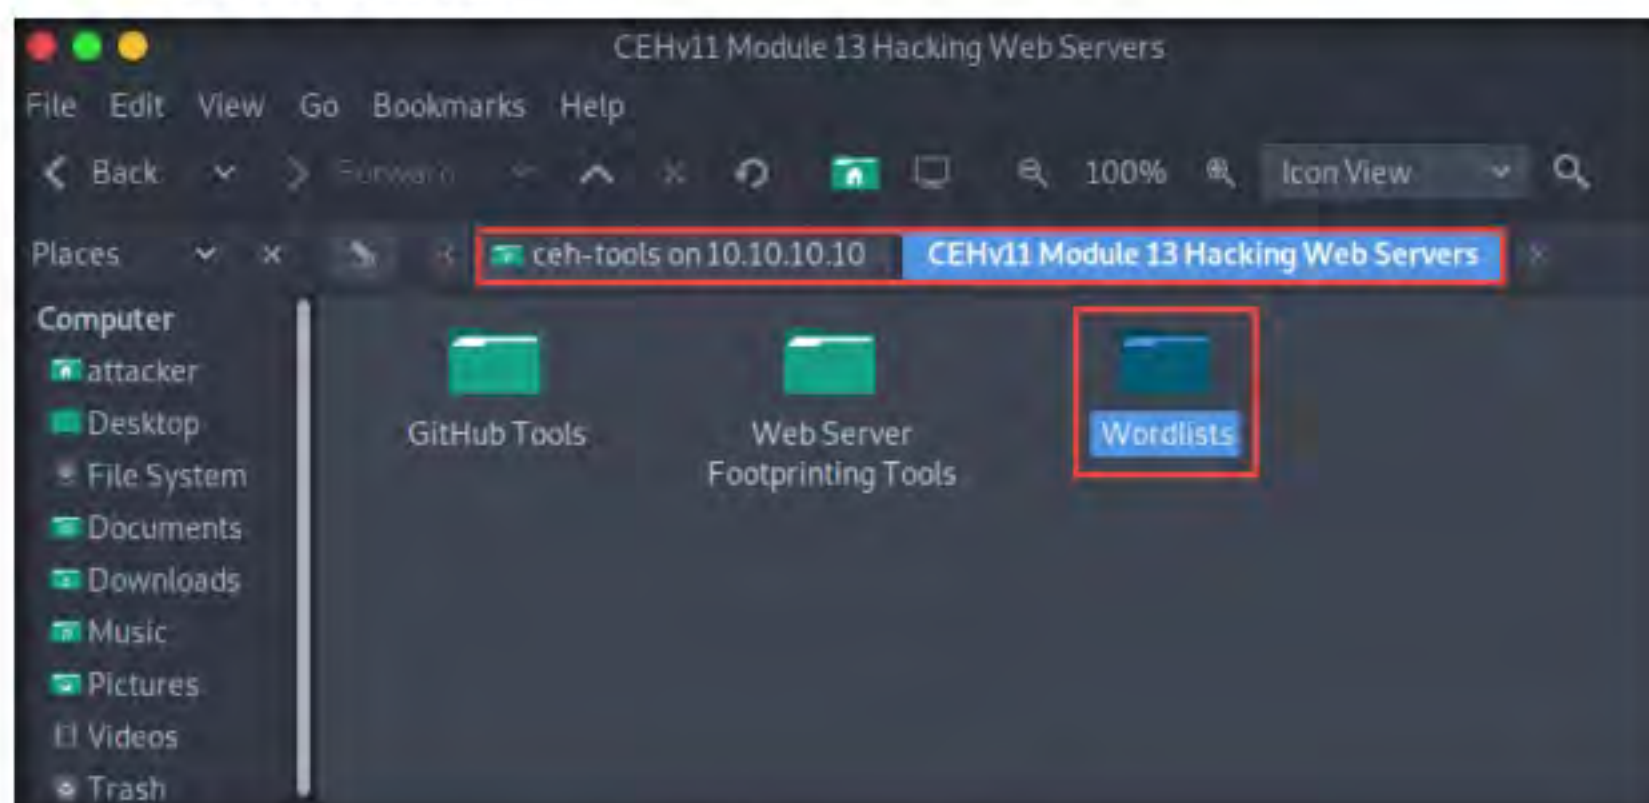 CEHv11 Module 13 Hacking Web Servers
File Edit View Go Bookmarks Help
Back Forward 100% Icon View
Places ceh-tools on 10.10.10.10 CEHv11 Module 13 Hacking Web Servers
Computer
attacker
Desktop
File System
Documents
Downloads
Music
Pictures
Videos
Trash
GitHub Tools
Web Server
Footprinting Tools
Wordlists